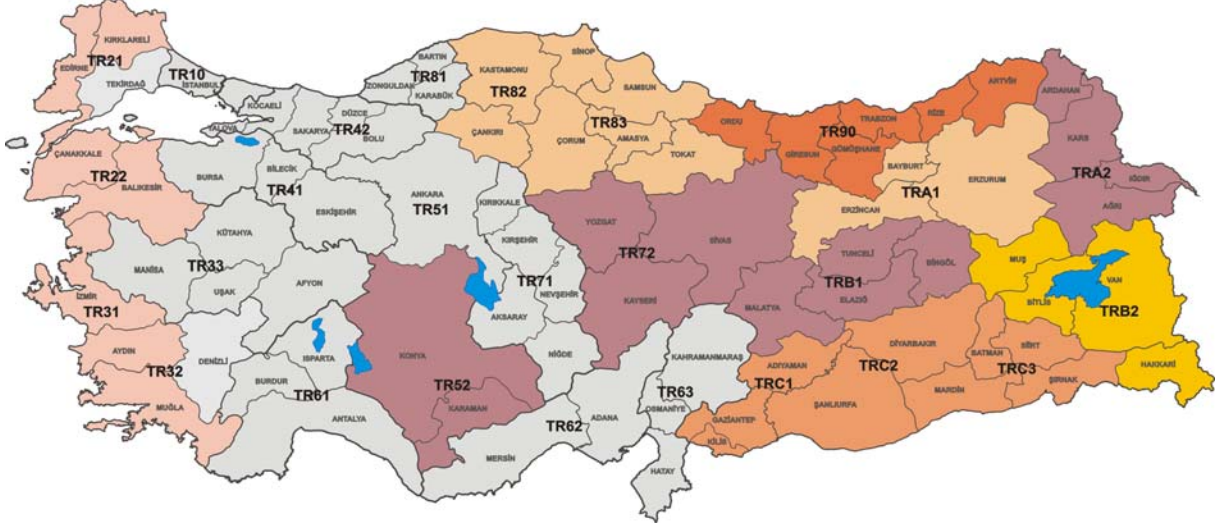 KIRKLARELİ
EDİRNE
TR21
TEKİRDAĞ
TR10
İSTANBUL
KOCAELİ
YALOVA
SAKARYA
DÜZCE
TR42
BOLU
BARTIN
ZONGULDAK
TR81
KARABÜK
KASTAMONU
SİNOP
TR82
SAMSUN
TR83
ÇANKIRI
ÇORUM
AMASYA
TOKAT
ORDU
GİRESUN
TR90
TRABZON
GÜMÜŞHANE
RİZE
ARTVİN
ARDAHAN
KARS
TRA2
IĞDIR
AĞRI
BAYBURT
ERZURUM
TRA1
ERZİNCAN
ÇANAKKALE
TR22
BALIKESİR
BURSA
BİLECİK
TR41
ESKİŞEHİR
ANKARA
TR51
KIRIKKALE
KIRŞEHİR
TR71
NEVŞEHİR
AKSARAY
NİĞDE
YOZGAT
SİVAS
TR72
KAYSERİ
TUNCELİ
BİNGÖL
TRB1
ELAZIĞ
MALATYA
MUŞ
BİTLİS
VAN
TRB2
HAKKARİ
KÜTAHYA
MANİSA
TR33
UŞAK
AFYON
İZMİR
TR31
AYDIN
TR32
MUĞLA
DENİZLİ
ISPARTA
BURDUR
TR61
ANTALYA
KONYA
TR52
KARAMAN
MERSİN
TR62
ADANA
KAHRAMANMARAŞ
TR63
OSMANİYE
HATAY
ADIYAMAN
TRC1
GAZİANTEP
KİLİS
DİYARBAKIR
TRC2
ŞANLIURFA
BATMAN
SİİRT
TRC3
MARDİN
ŞIRNAK